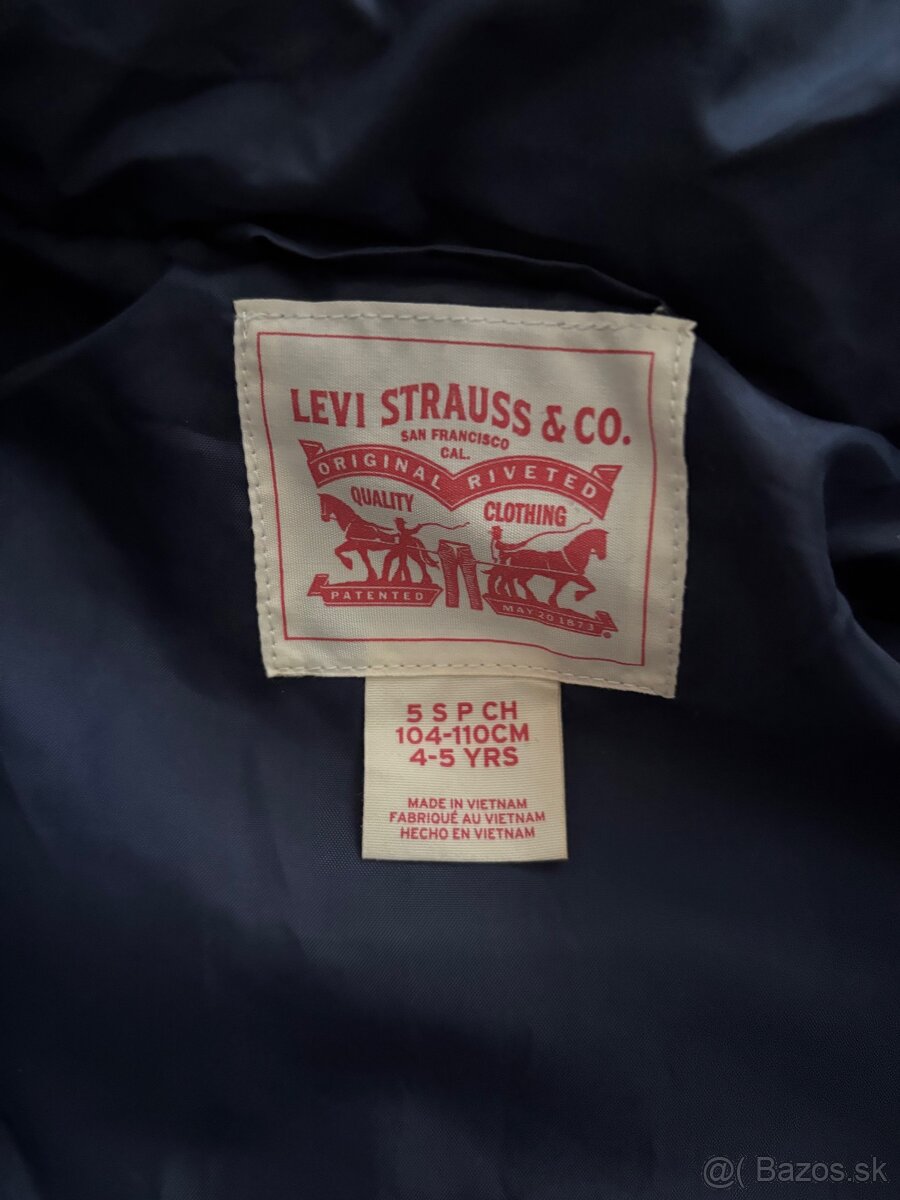 LEVI STRAUSS & CO.
SAN FRANCISCO
CAL.
ORIGINAL RIVETED
QUALITY CLOTHING
PATENTED MAY 20 1873
5 S P CH
104-110CM
4-5 YRS
MADE IN VIETNAM
FABRIQUÉ AU VIETNAM
HECHO EN VIETNAM
@( Bazos.sk